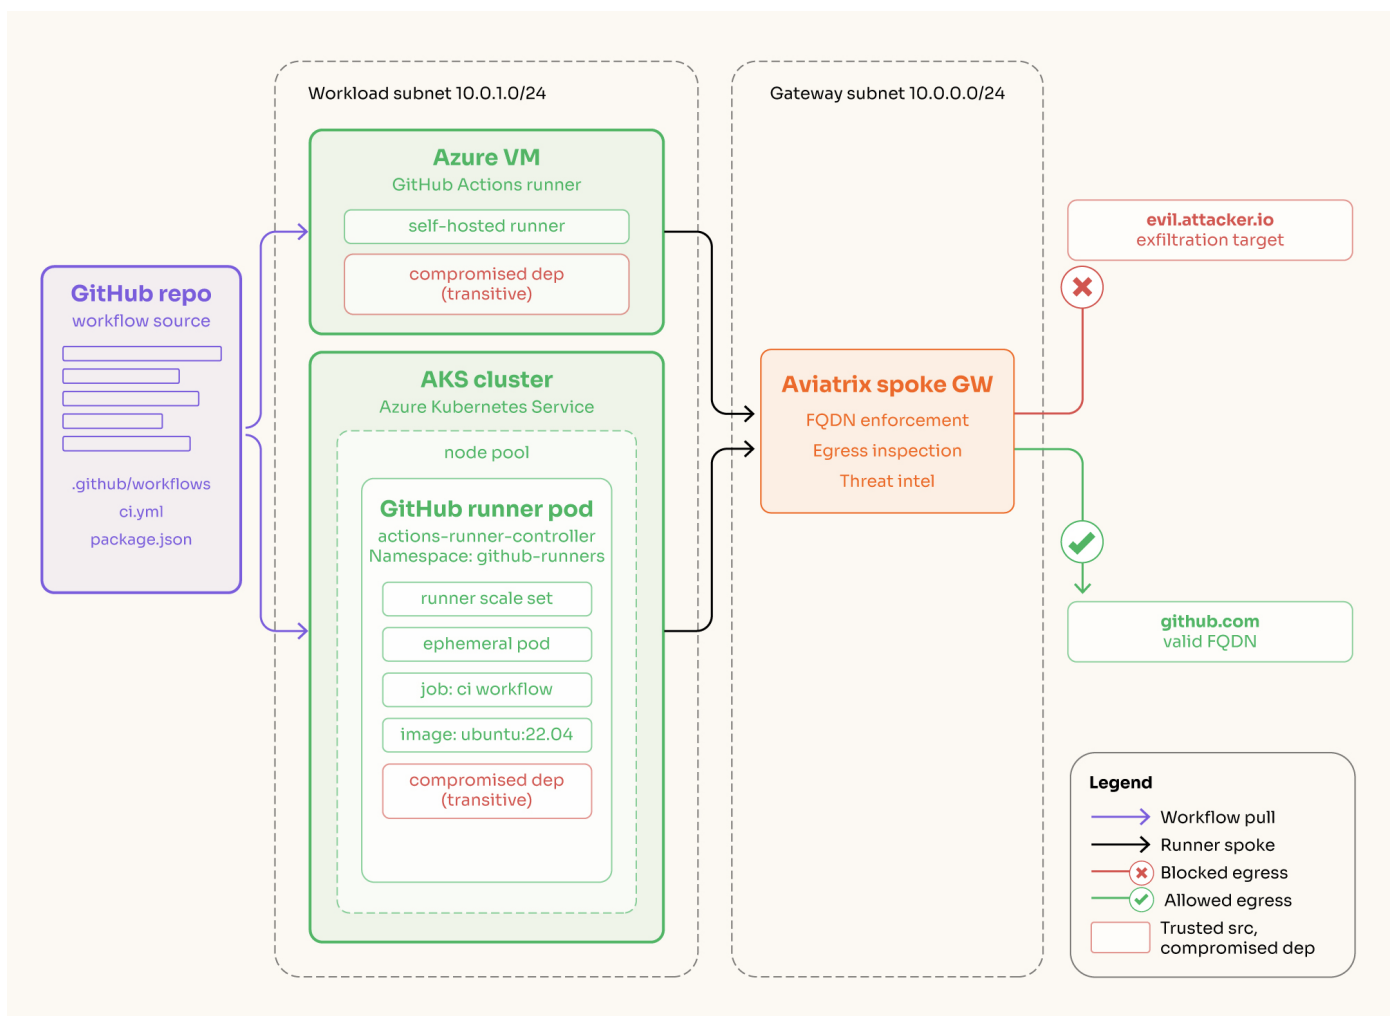 Workload subnet 10.0.1.0/24
Gateway subnet 10.0.0.0/24
GitHub repo
workflow source
.github/workflows
ci.yml
package.json
Azure VM
GitHub Actions runner
self-hosted runner
compromised dep
(transitive)
AKS cluster
Azure Kubernetes Service
node pool
GitHub runner pod
actions-runner-controller
Namespace: github-runners
runner scale set
ephemeral pod
job: ci workflow
image: ubuntu:22.04
compromised dep
(transitive)
Aviatrix spoke GW
FQDN enforcement
Egress inspection
Threat intel
evil.attacker.io
exfiltration target
github.com
valid FQDN
Legend
Workflow pull
Runner spoke
Blocked egress
Allowed egress
Trusted src,
compromised dep